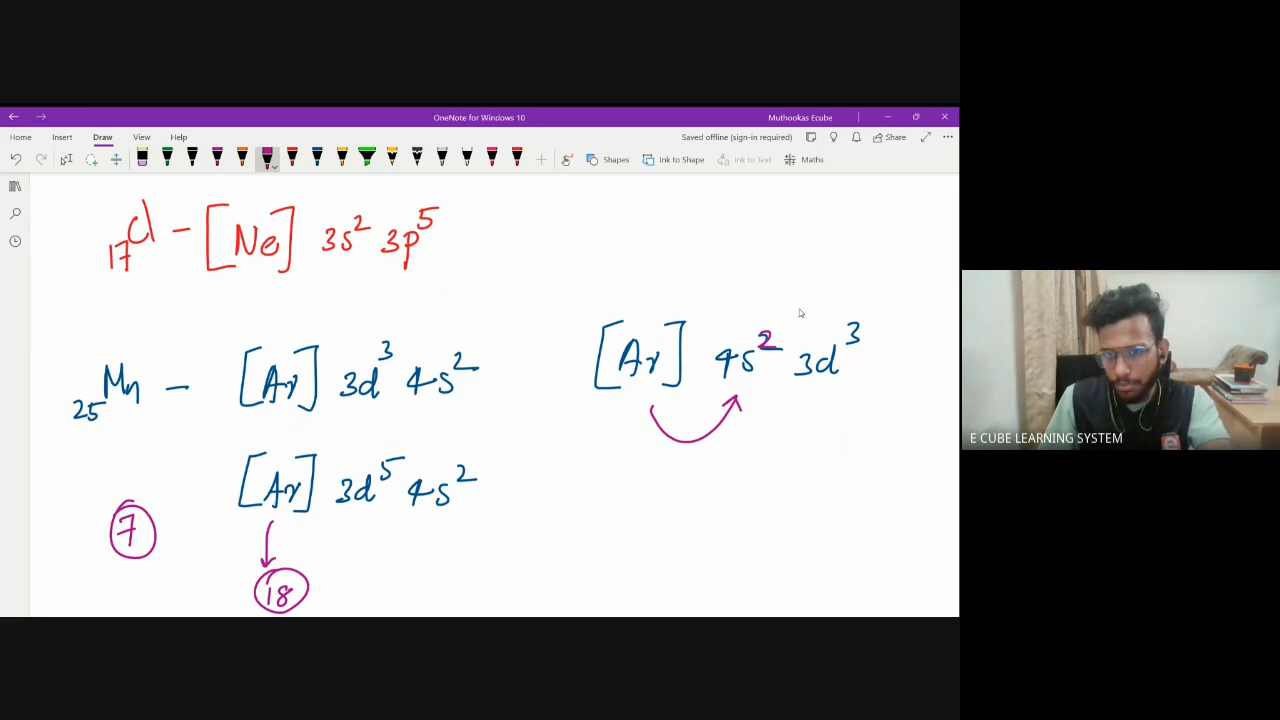 OneNote for Windows 10
Muthookas Ecube
Home Insert Draw View Help
Saved offline (sign-in required) Share
Shapes Ink to Shape Ink to Text Maths
17Cl - [Ne] 3s² 3p⁵
25Mn - [Ar] 3d³ 4s²
[Ar] 4s² 3d³
[Ar] 3d⁵ 4s²
7
18
E CUBE LEARNING SYSTEM